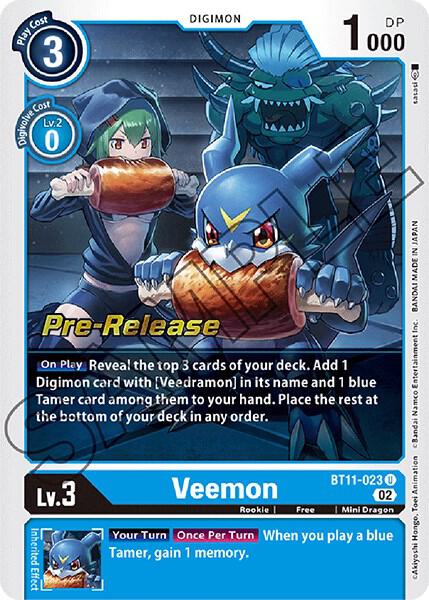 DIGIMON
Play Cost
3
DP
1000
Digivolve Cost
Lv.2
0
sasasi
Pre-Release
On Play Reveal the top 3 cards of your deck. Add 1
Digimon card with [Veedramon] in its name and 1 blue
Tamer card among them to your hand. Place the rest at
the bottom of your deck in any order.
SAMPLE
©Akiyoshi Hongo, Toei Animation ©Bandai Namco Entertainment Inc. BANDAI MADE IN JAPAN
Lv.3
Veemon
BT11-023 U
02
Rookie | Free | Mini Dragon
Inherited Effect
Your Turn Once Per Turn When you play a blue
Tamer, gain 1 memory.